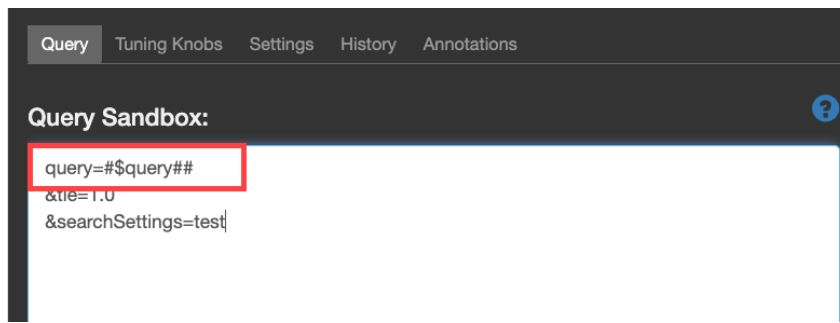 Query Tuning Knobs Settings History Annotations
Query Sandbox:
?
query=#$query##
&tie=1.0
&searchSettings=test